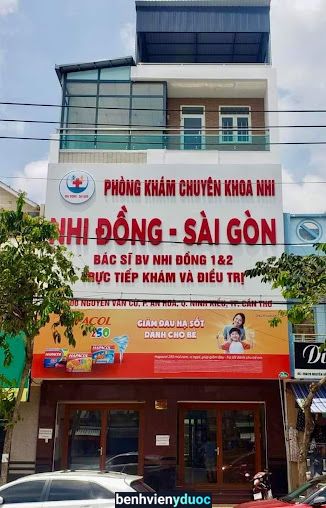 PHÒNG KHÁM CHUYÊN KHOA NHI
NHI ĐỒNG - SÀI GÒN
BÁC SĨ BV NHI ĐỒNG 1&2
TRỰC TIẾP KHÁM VÀ ĐIỀU TRỊ
NGUYỄN VĂN CỪ, P. AN HÒA, Q. NINH KIỀU, TP. CẦN THƠ
HAPACOL
250
GIẢM ĐAU HẠ SỐT
DÀNH CHO BÉ
benhvienyduoc